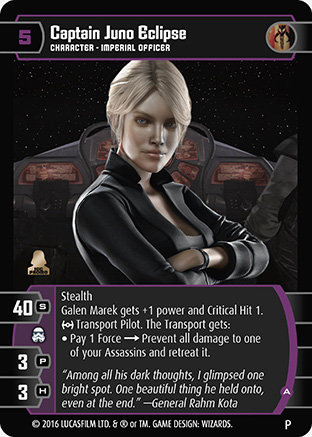 5 Captain Juno Eclipse
CHARACTER - IMPERIAL OFFICER
40 S
Stealth
Galen Marek gets +1 power and Critical Hit 1.
Transport Pilot. The Transport gets:
3 P
• Pay 1 Force → Prevent all damage to one
of your Assassins and retreat it.
3 H
“Among all his dark thoughts, I glimpsed one
bright spot. One beautiful thing he held onto,
even at the end.” —General Rahm Kota
A
© 2016 LUCASFILM LTD. & ® OR TM. GAME DESIGN: WIZARDS.
P